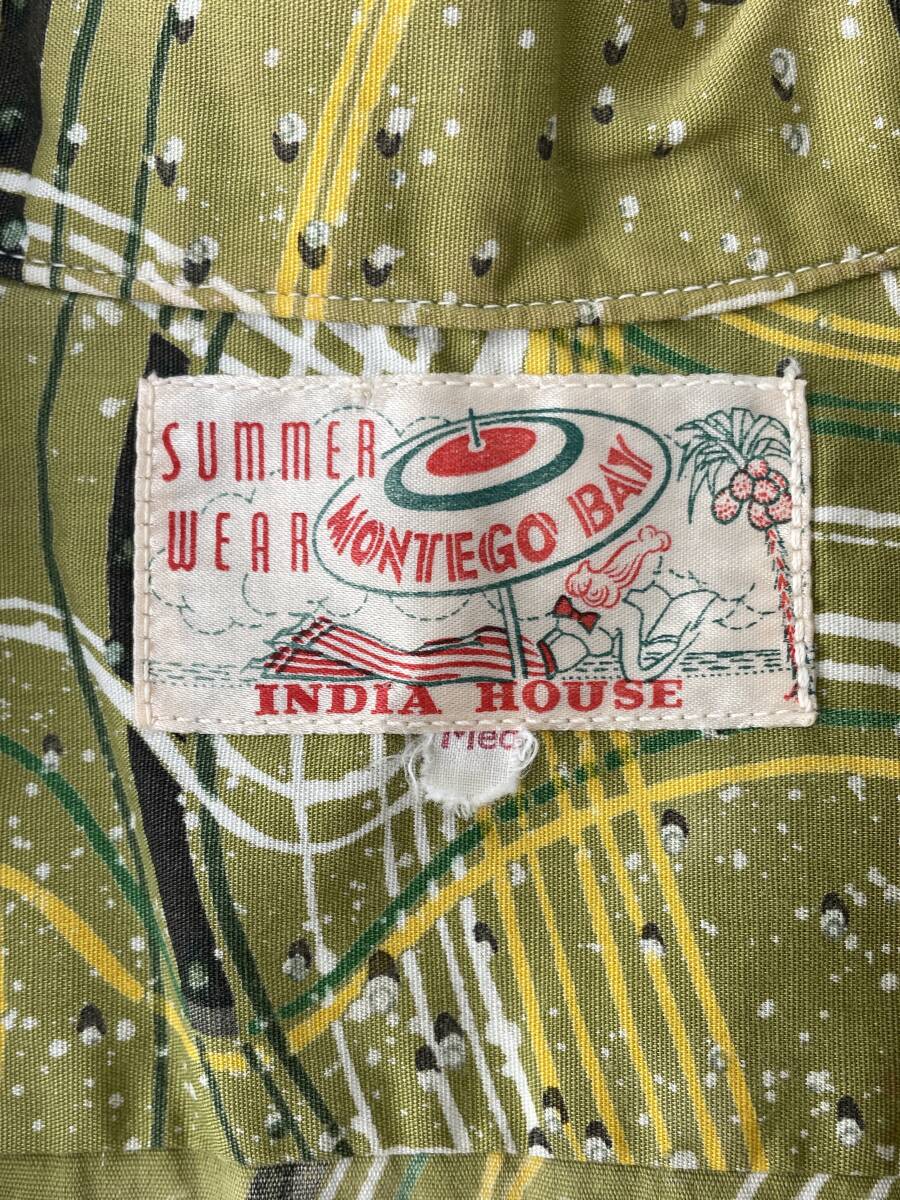 SUMMER
WEAR
MONTEGO BAY
INDIA HOUSE
Med